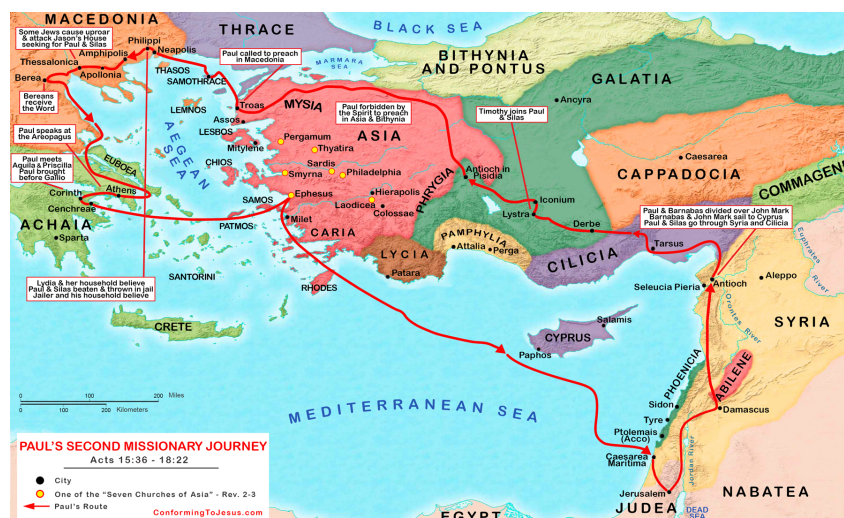 MACEDONIA
THRACE
BLACK SEA
BITHYNIA
AND PONTUS
GALATIA
Some Jews cause uproar
& attack Jason's House
seeking for Paul & Silas
Philippi
Neapolis
Amphipolis
Thessalonica
Apollonia
Berea
Paul called to preach
in Macedonia
MARMARA
SEA
THASOS
SAMOTHRACE
Bereans
receive
the Word
LEMNOS
Troas
Assos
MYSIA
Paul forbidden by
the Spirit to preach
in Asia & Bithynia
Timothy joins Paul
& Silas
Ancyra
Paul speaks at
the Areopagus
AEGEAN
SEA
LESBOS
Mitylene
ASIA
Pergamum
Thyatira
Paul meets
Aquila & Priscilla
Paul brought
before Gallio
EUBOEA
CHIOS
Sardis
Smyrna
Philadelphia
PHRYGIA
Antioch in
Pisidia
Caesarea
CAPPADOCIA
COMMAGENE
Corinth
Athens
Cenchreae
SAMOS
Ephesus
Hierapolis
Laodicea
Colossae
Iconium
Lystra
Derbe
Paul & Barnabas divided over John Mark
Barnabas & John Mark sail to Cyprus
Paul & Silas go through Syria and Cilicia
ACHAIA
Sparta
PATMOS
Milet
CARIA
LYCIA
PAMPHYLIA
Attalia
Perga
CILICIA
Tarsus
Euphrates
River
Lydia & her household believe
Paul & Silas beaten & thrown in jail
Jailer and his household believe
SANTORINI
RHODES
Patara
Seleucia Pieria
Antioch
Aleppo
Orontes River
CRETE
Salamis
CYPRUS
Paphos
SYRIA
PHOENICIA
ABILENE
0 100 200 Miles
0 100 200 Kilometers
MEDITERRANEAN SEA
Sidon
Tyre
Ptolemais
(Acco)
Damascus
Jordan River
Caesarea
Maritima
Jerusalem
JUDEA
DEAD
SEA
NABATEA
EGYPT
PAUL'S SECOND MISSIONARY JOURNEY
Acts 15:36 - 18:22
City
One of the "Seven Churches of Asia" - Rev. 2-3
Paul's Route
ConformingToJesus.com